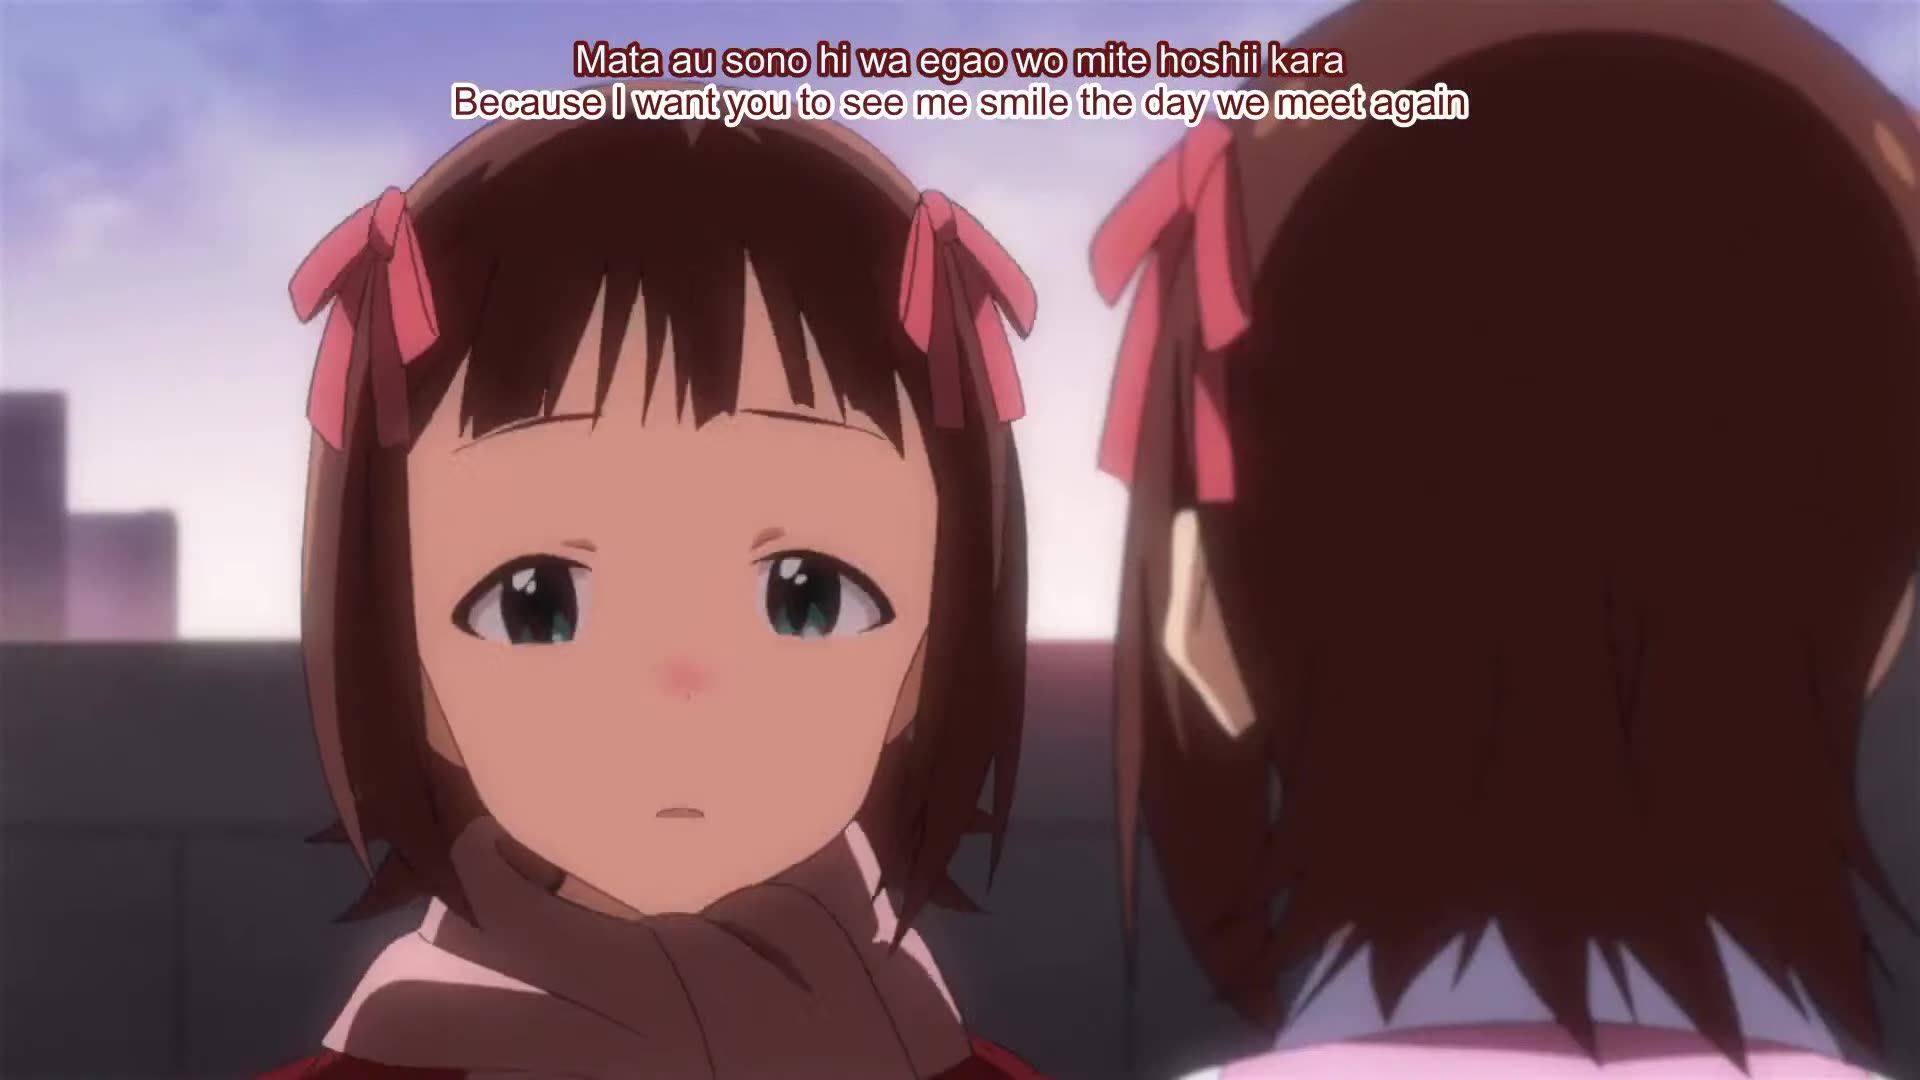 Mata au sono hi wa egao wo mite hoshii kara
Because I want you to see me smile the day we meet again